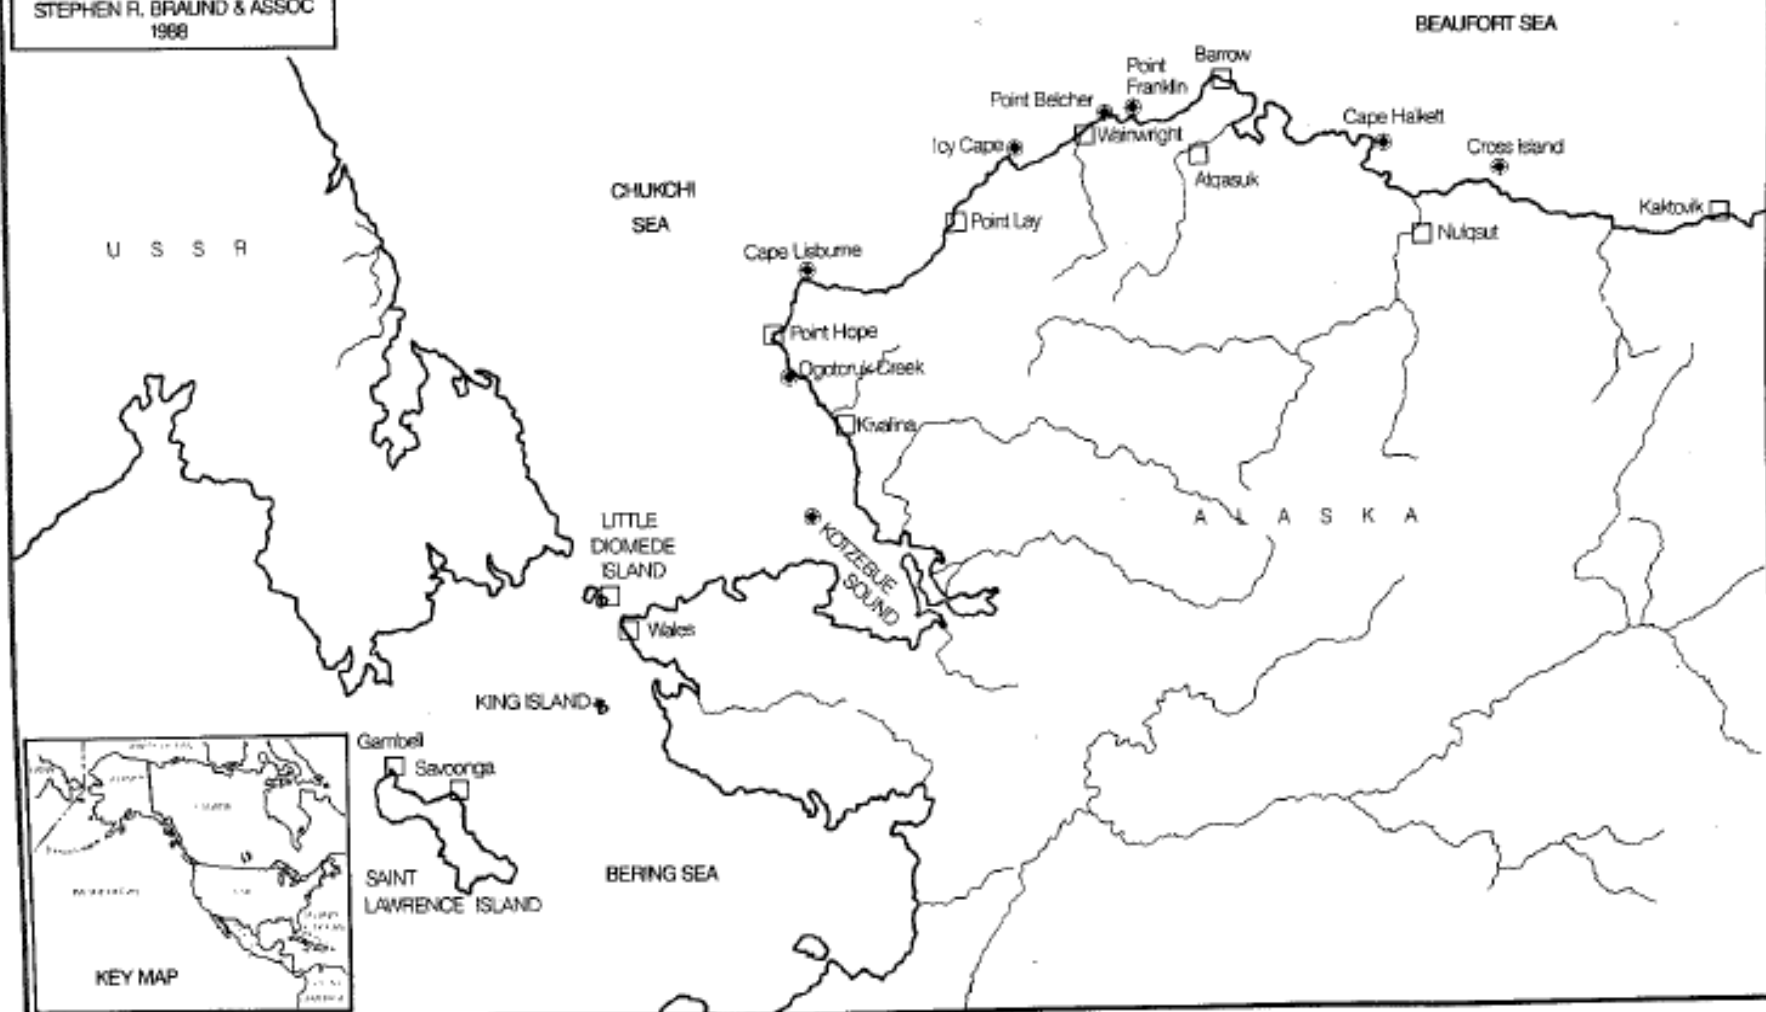 STEPHEN R. BRAUND & ASSOC
1988
BEAUFORT SEA
Barrow
Point
Franklin
Point Belcher
Wainwright
Icy Cape
Atqasuk
Cape Halkett
Cross Island
Kaktovik
Nuiqsut
CHUKCHI
SEA
Point Lay
U S S R
Cape Lisburne
Point Hope
Ogotoruk Creek
Kivalina
A L A S K A
LITTLE
DIOMEDE
ISLAND
KOTZEBUE
SOUND
Wales
KING ISLAND
Gambell
Savoonga
SAINT
LAWRENCE ISLAND
BERING SEA
KEY MAP